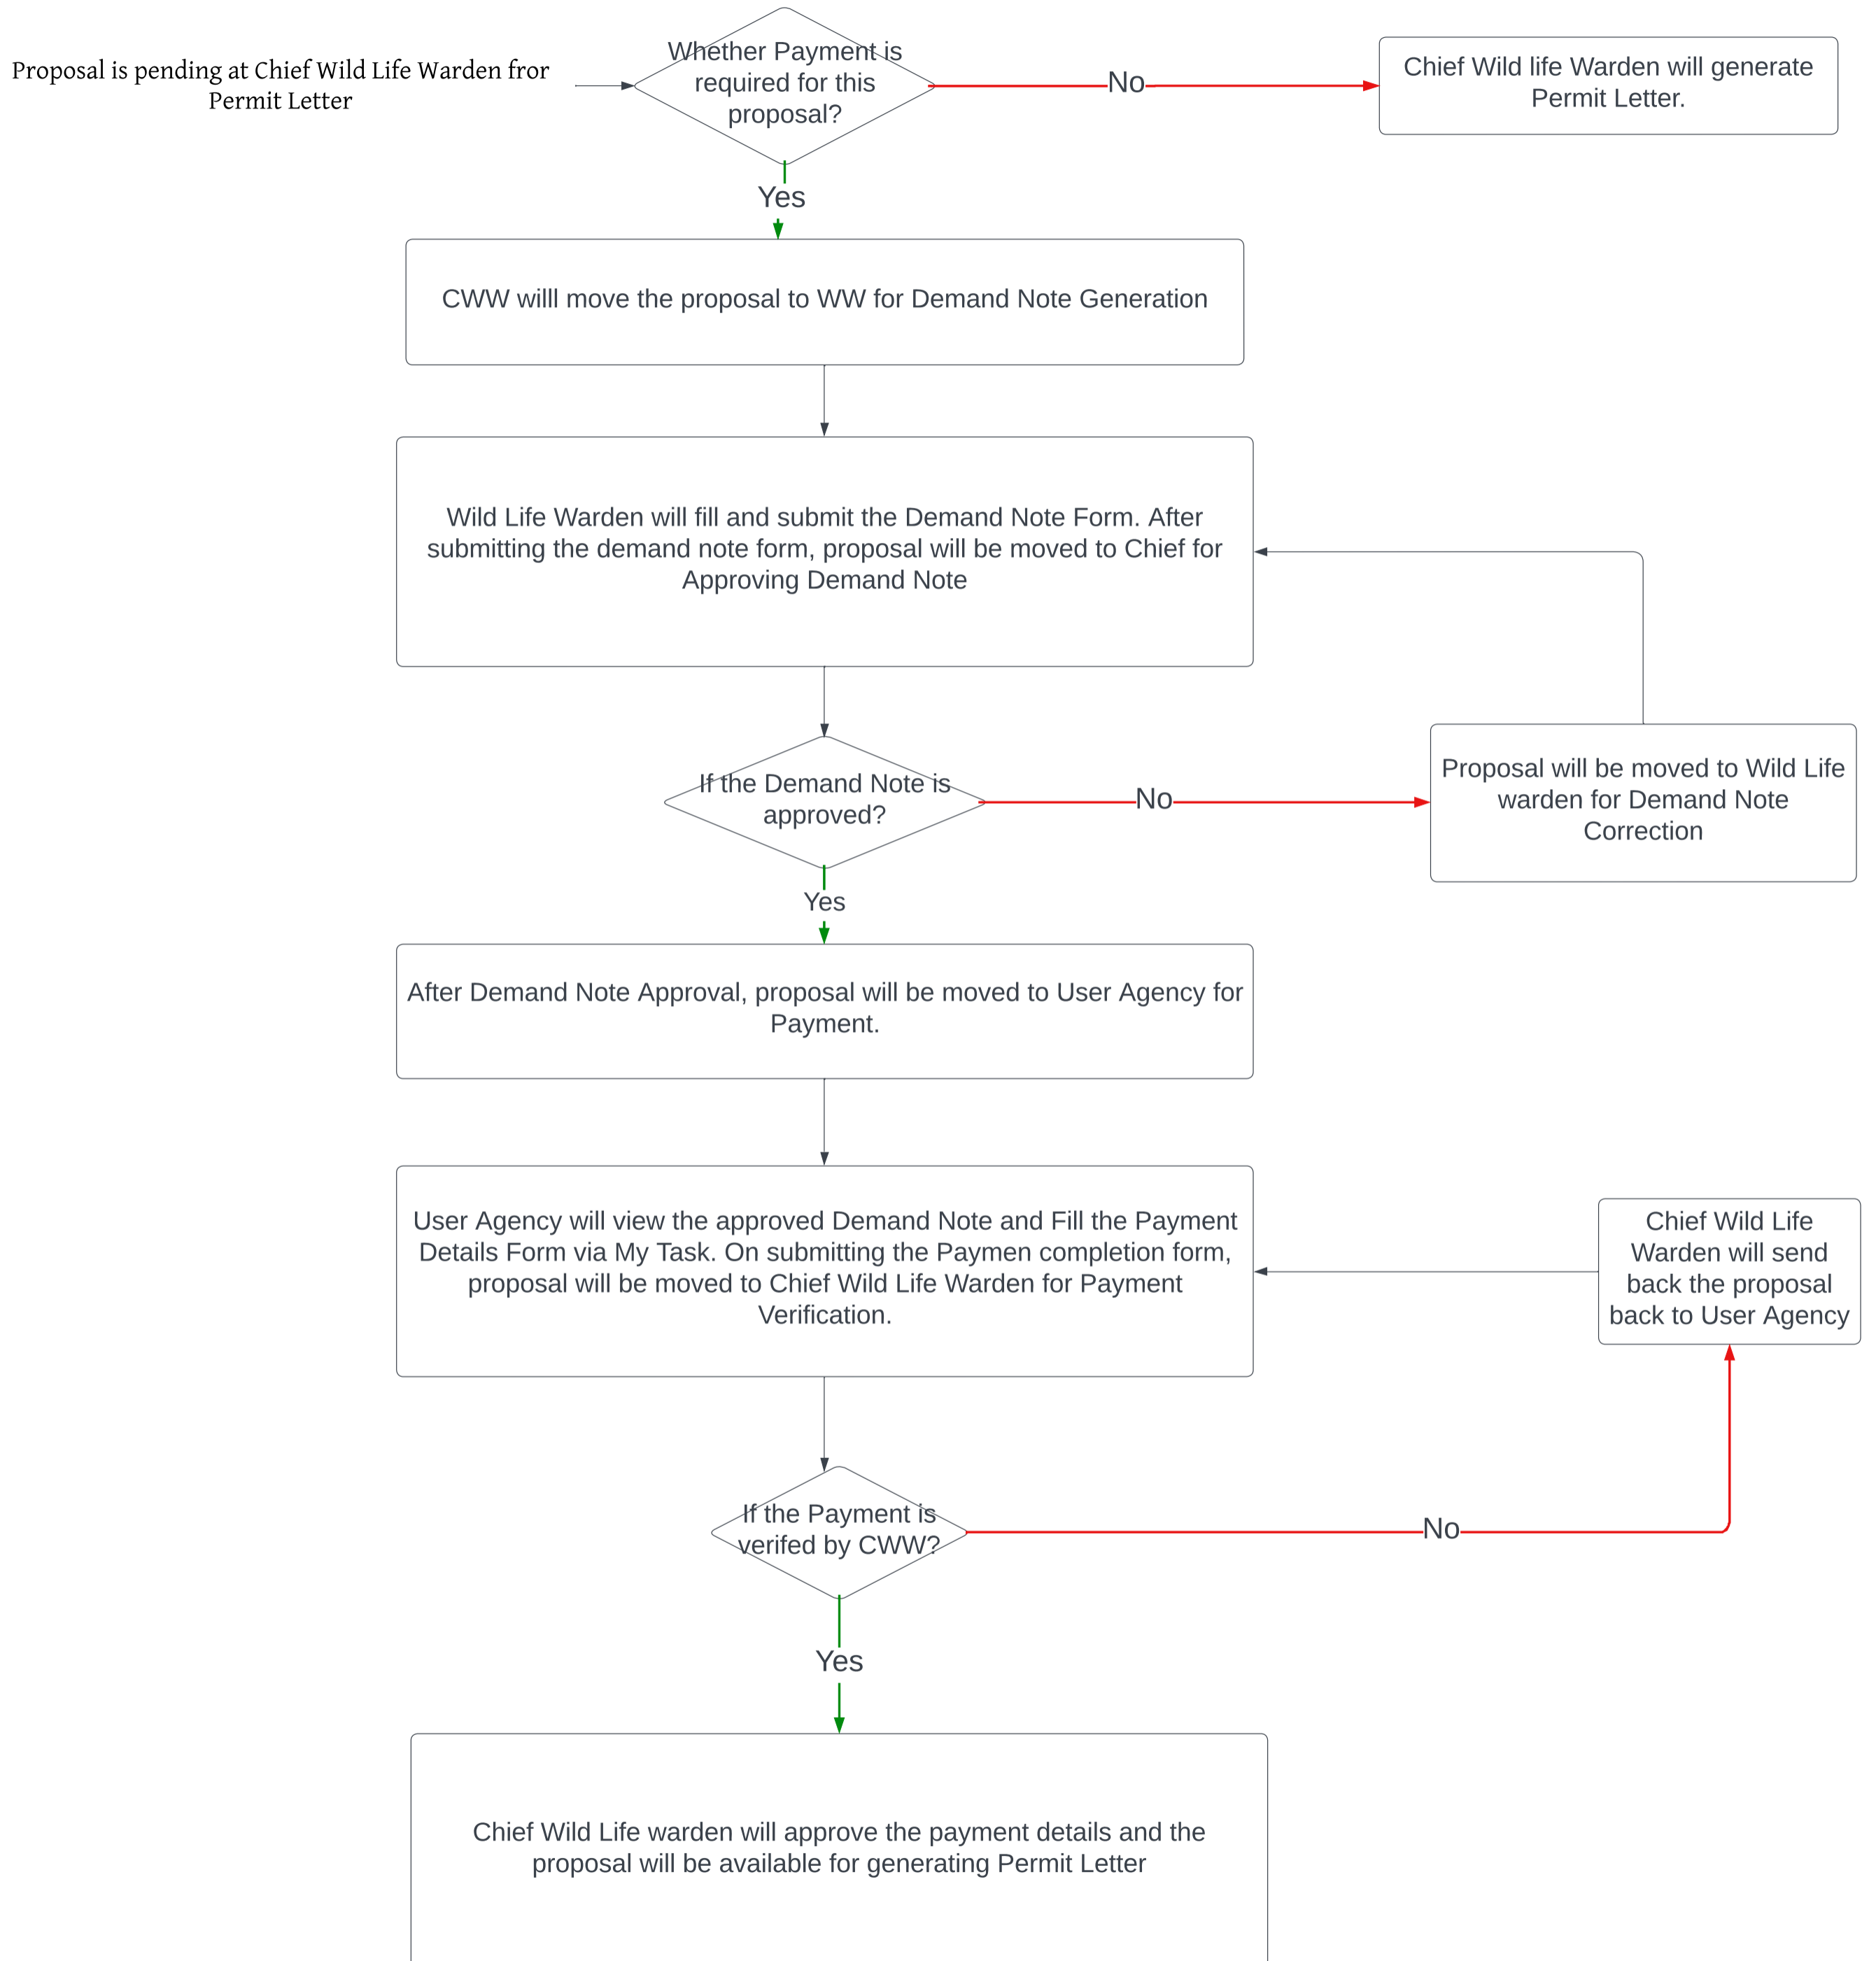 Proposal is pending at Chief Wild Life Warden fror
Permit Letter
Whether Payment is
required for this
proposal?
No
Chief Wild life Warden will generate
Permit Letter.
Yes
CWW willl move the proposal to WW for Demand Note Generation
Wild Life Warden will fill and submit the Demand Note Form. After
submitting the demand note form, proposal will be moved to Chief for
Approving Demand Note
If the Demand Note is
approved?
No
Proposal will be moved to Wild Life
warden for Demand Note
Correction
Yes
After Demand Note Approval, proposal will be moved to User Agency for
Payment.
User Agency will view the approved Demand Note and Fill the Payment
Details Form via My Task. On submitting the Paymen completion form,
proposal will be moved to Chief Wild Life Warden for Payment
Verification.
Chief Wild Life
Warden will send
back the proposal
back to User Agency
If the Payment is
verifed by CWW?
No
Yes
Chief Wild Life warden will approve the payment details and the
proposal will be available for generating Permit Letter